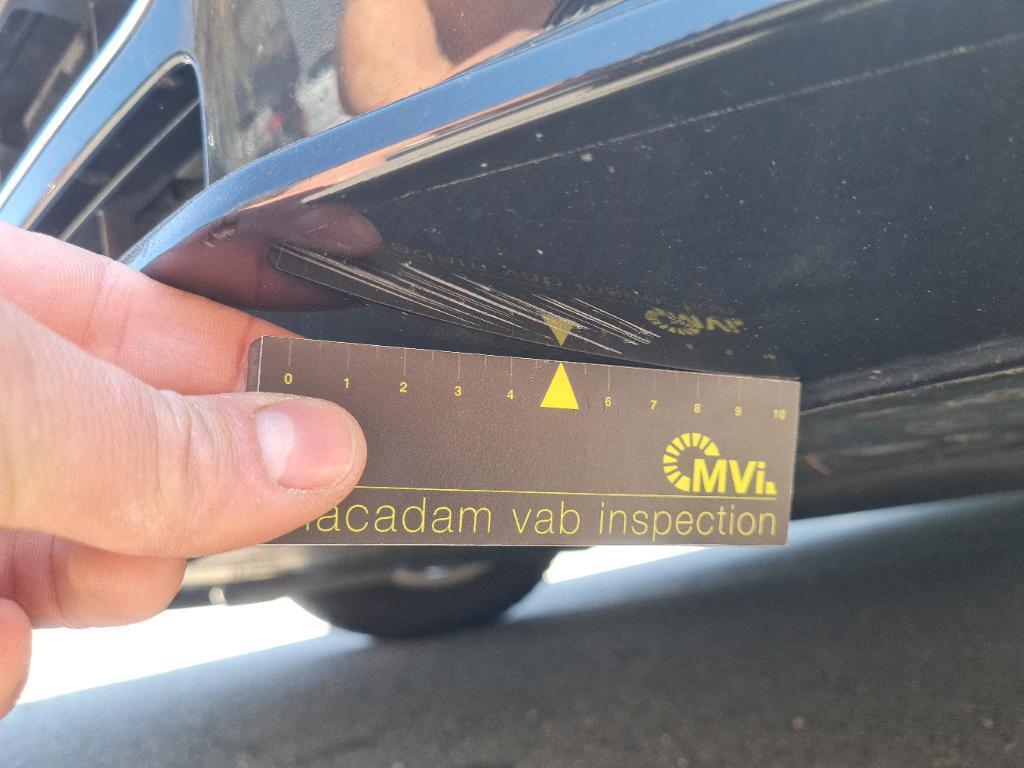 0 1 2 3 4 6 7 8 9 10
MVi
acadam vab inspection